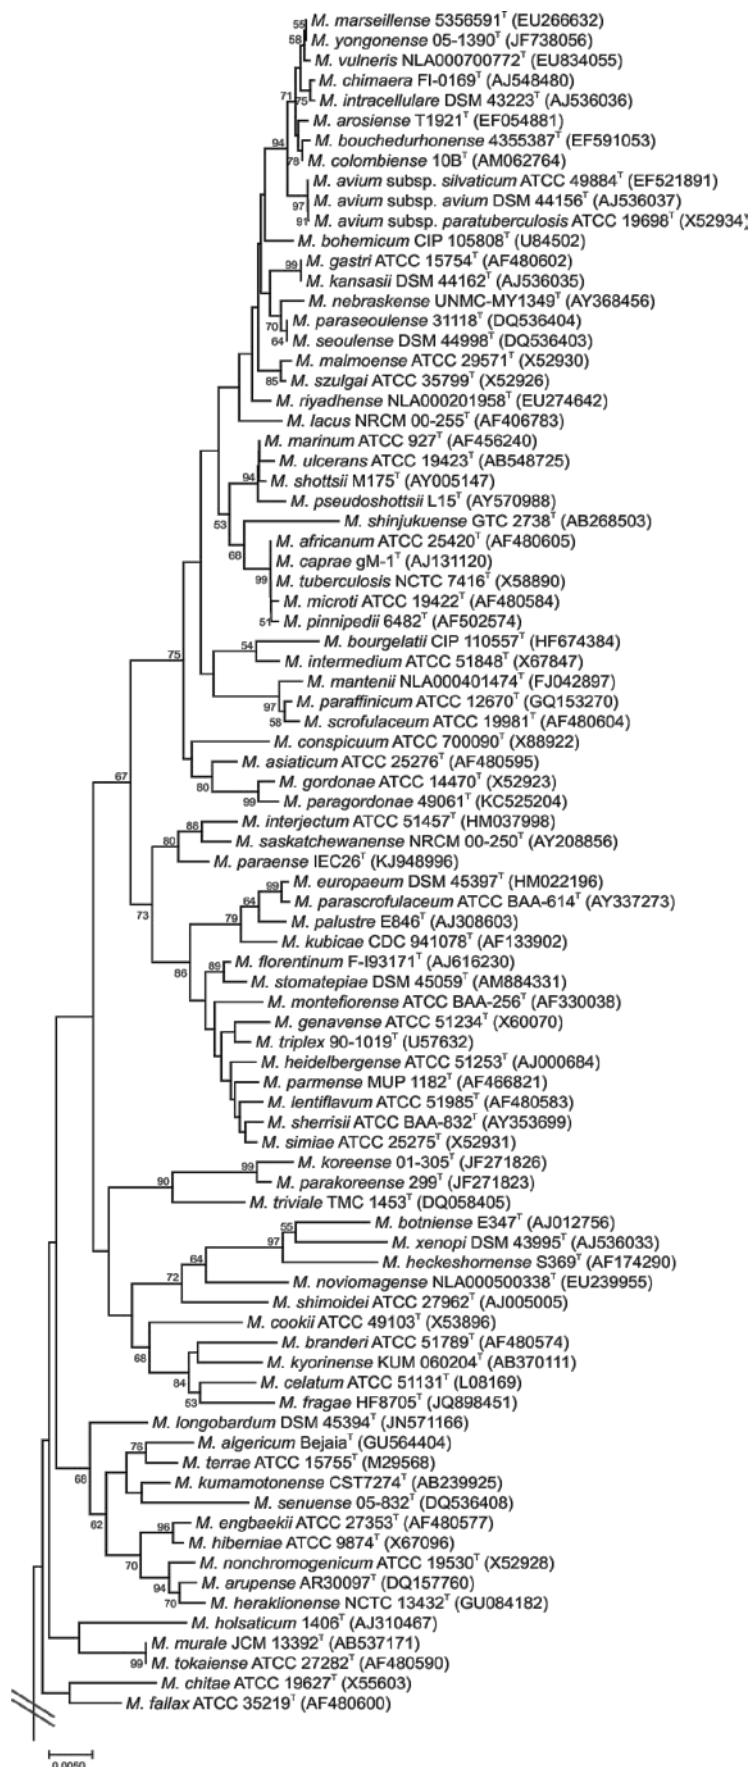 55 M. marseillense 5356591ᵀ (EU266632)
58 M. yongonense 05-1390ᵀ (JF738056)
M. vulneris NLA000700772ᵀ (EU834055)
M. chimaera FI-0169ᵀ (AJ548480)
71 75 M. intracellulare DSM 43223ᵀ (AJ536036)
M. arosiense T1921ᵀ (EF054881)
94 M. bouchedurhonense 4355387ᵀ (EF591053)
78 M. colombiense 10Bᵀ (AM062764)
M. avium subsp. silvaticum ATCC 49884ᵀ (EF521891)
97 M. avium subsp. avium DSM 44156ᵀ (AJ536037)
91 M. avium subsp. paratuberculosis ATCC 19698ᵀ (X52934)
M. bohemicum CIP 105808ᵀ (U84502)
99 M. gastri ATCC 15754ᵀ (AF480602)
M. kansasii DSM 44162ᵀ (AJ536035)
M. nebraskense UNMC-MY1349ᵀ (AY368456)
70 M. paraseoulense 31118ᵀ (DQ536404)
64 M. seoulense DSM 44998ᵀ (DQ536403)
M. malmoense ATCC 29571ᵀ (X52930)
85 M. szulgai ATCC 35799ᵀ (X52926)
M. riyadhense NLA000201958ᵀ (EU274642)
M. lacus NRCM 00-255ᵀ (AF406783)
M. marinum ATCC 927ᵀ (AF456240)
M. ulcerans ATCC 19423ᵀ (AB548725)
94 M. shottsii M175ᵀ (AY005147)
M. pseudoshottsii L15ᵀ (AY570988)
53 M. shinjukuense GTC 2738ᵀ (AB268503)
68 M. africanum ATCC 25420ᵀ (AF480605)
M. caprae gM-1ᵀ (AJ131120)
99 M. tuberculosis NCTC 7416ᵀ (X58890)
M. microti ATCC 19422ᵀ (AF480584)
51 M. pinnipedii 6482ᵀ (AF502574)
54 M. bourgelatii CIP 110557ᵀ (HF674384)
75 M. intermedium ATCC 51848ᵀ (X67847)
M. mantenii NLA000401474ᵀ (FJ042897)
97 M. paraffinicum ATCC 12670ᵀ (GQ153270)
58 M. scrofulaceum ATCC 19981ᵀ (AF480604)
M. conspicuum ATCC 700090ᵀ (X88922)
M. asiaticum ATCC 25276ᵀ (AF480595)
67 80 M. gordonae ATCC 14470ᵀ (X52923)
99 M. paragordonae 49061ᵀ (KC525204)
88 M. interjectum ATCC 51457ᵀ (HM037998)
80 M. saskatchewanense NRCM 00-250ᵀ (AY208856)
M. paraense IEC26ᵀ (KJ948996)
99 M. europaeum DSM 45397ᵀ (HM022196)
64 M. parascrofulaceum ATCC BAA-614ᵀ (AY337273)
73 79 M. palustre E846ᵀ (AJ308603)
M. kubicae CDC 941078ᵀ (AF133902)
86 89 M. florentinum F-I93171ᵀ (AJ616230)
M. stomatepiae DSM 45059ᵀ (AM884331)
M. montefiorense ATCC BAA-256ᵀ (AF330038)
M. genavense ATCC 51234ᵀ (X60070)
M. triplex 90-1019ᵀ (U57632)
M. heidelbergense ATCC 51253ᵀ (AJ000684)
M. parmense MUP 1182ᵀ (AF466821)
M. lentiflavum ATCC 51985ᵀ (AF480583)
M. sherrisii ATCC BAA-832ᵀ (AY353699)
M. simiae ATCC 25275ᵀ (X52931)
99 M. koreense 01-305ᵀ (JF271826)
90 M. parakoreense 299ᵀ (JF271823)
M. triviale TMC 1453ᵀ (DQ058405)
55 M. botniense E347ᵀ (AJ012756)
97 M. xenopi DSM 43995ᵀ (AJ536033)
64 M. heckeshornense S369ᵀ (AF174290)
72 M. noviomagense NLA000500338ᵀ (EU239955)
M. shimoidei ATCC 27962ᵀ (AJ005005)
M. cookii ATCC 49103ᵀ (X53896)
68 M. branderi ATCC 51789ᵀ (AF480574)
M. kyorinense KUM 060204ᵀ (AB370111)
84 M. celatum ATCC 51131ᵀ (L08169)
53 M. fragae HF8705ᵀ (JQ898451)
M. longobardum DSM 45394ᵀ (JN571166)
76 M. algericum Bejaiaᵀ (GU564404)
M. terrae ATCC 15755ᵀ (M29568)
68 M. kumamotonense CST7274ᵀ (AB239925)
M. senuense 05-832ᵀ (DQ536408)
62 96 M. engbaekii ATCC 27353ᵀ (AF480577)
M. hiberniae ATCC 9874ᵀ (X67096)
70 M. nonchromogenicum ATCC 19530ᵀ (X52928)
94 M. arupense AR30097ᵀ (DQ157760)
70 M. heraklionense NCTC 13432ᵀ (GU084182)
M. holsaticum 1406ᵀ (AJ310467)
M. murale JCM 13392ᵀ (AB537171)
99 M. tokaiense ATCC 27282ᵀ (AF480590)
M. chitae ATCC 19627ᵀ (X55603)
M. fallax ATCC 35219ᵀ (AF480600)
0.0050